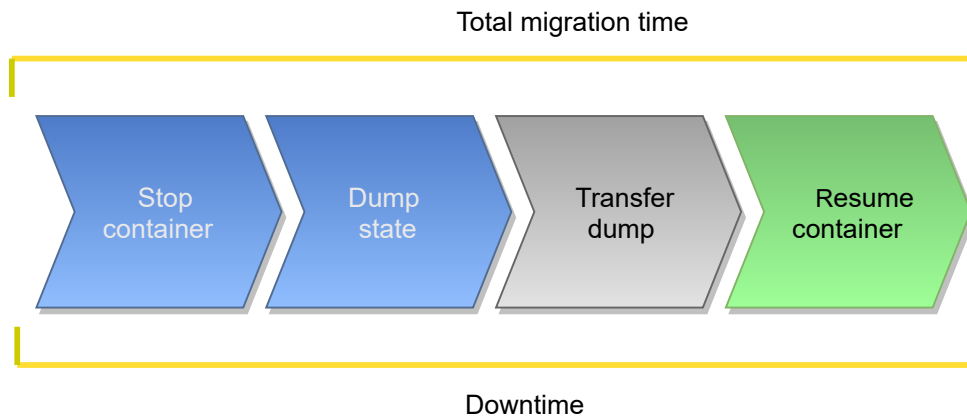 Total migration time
Stop
container
Dump
state
Transfer
dump
Resume
container
Downtime